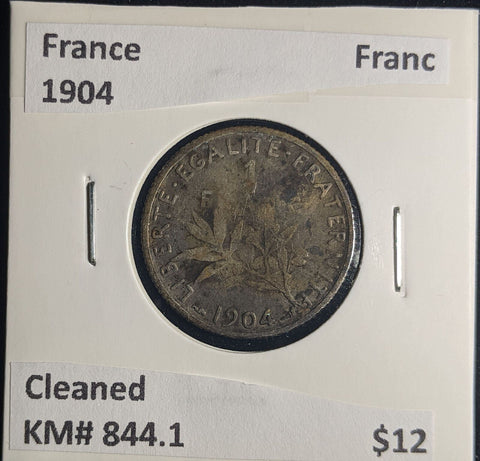 France Franc
1904
LIBERTE·EGALITE·FRATERNITE
1
F
1904
Cleaned
KM# 844.1 $12